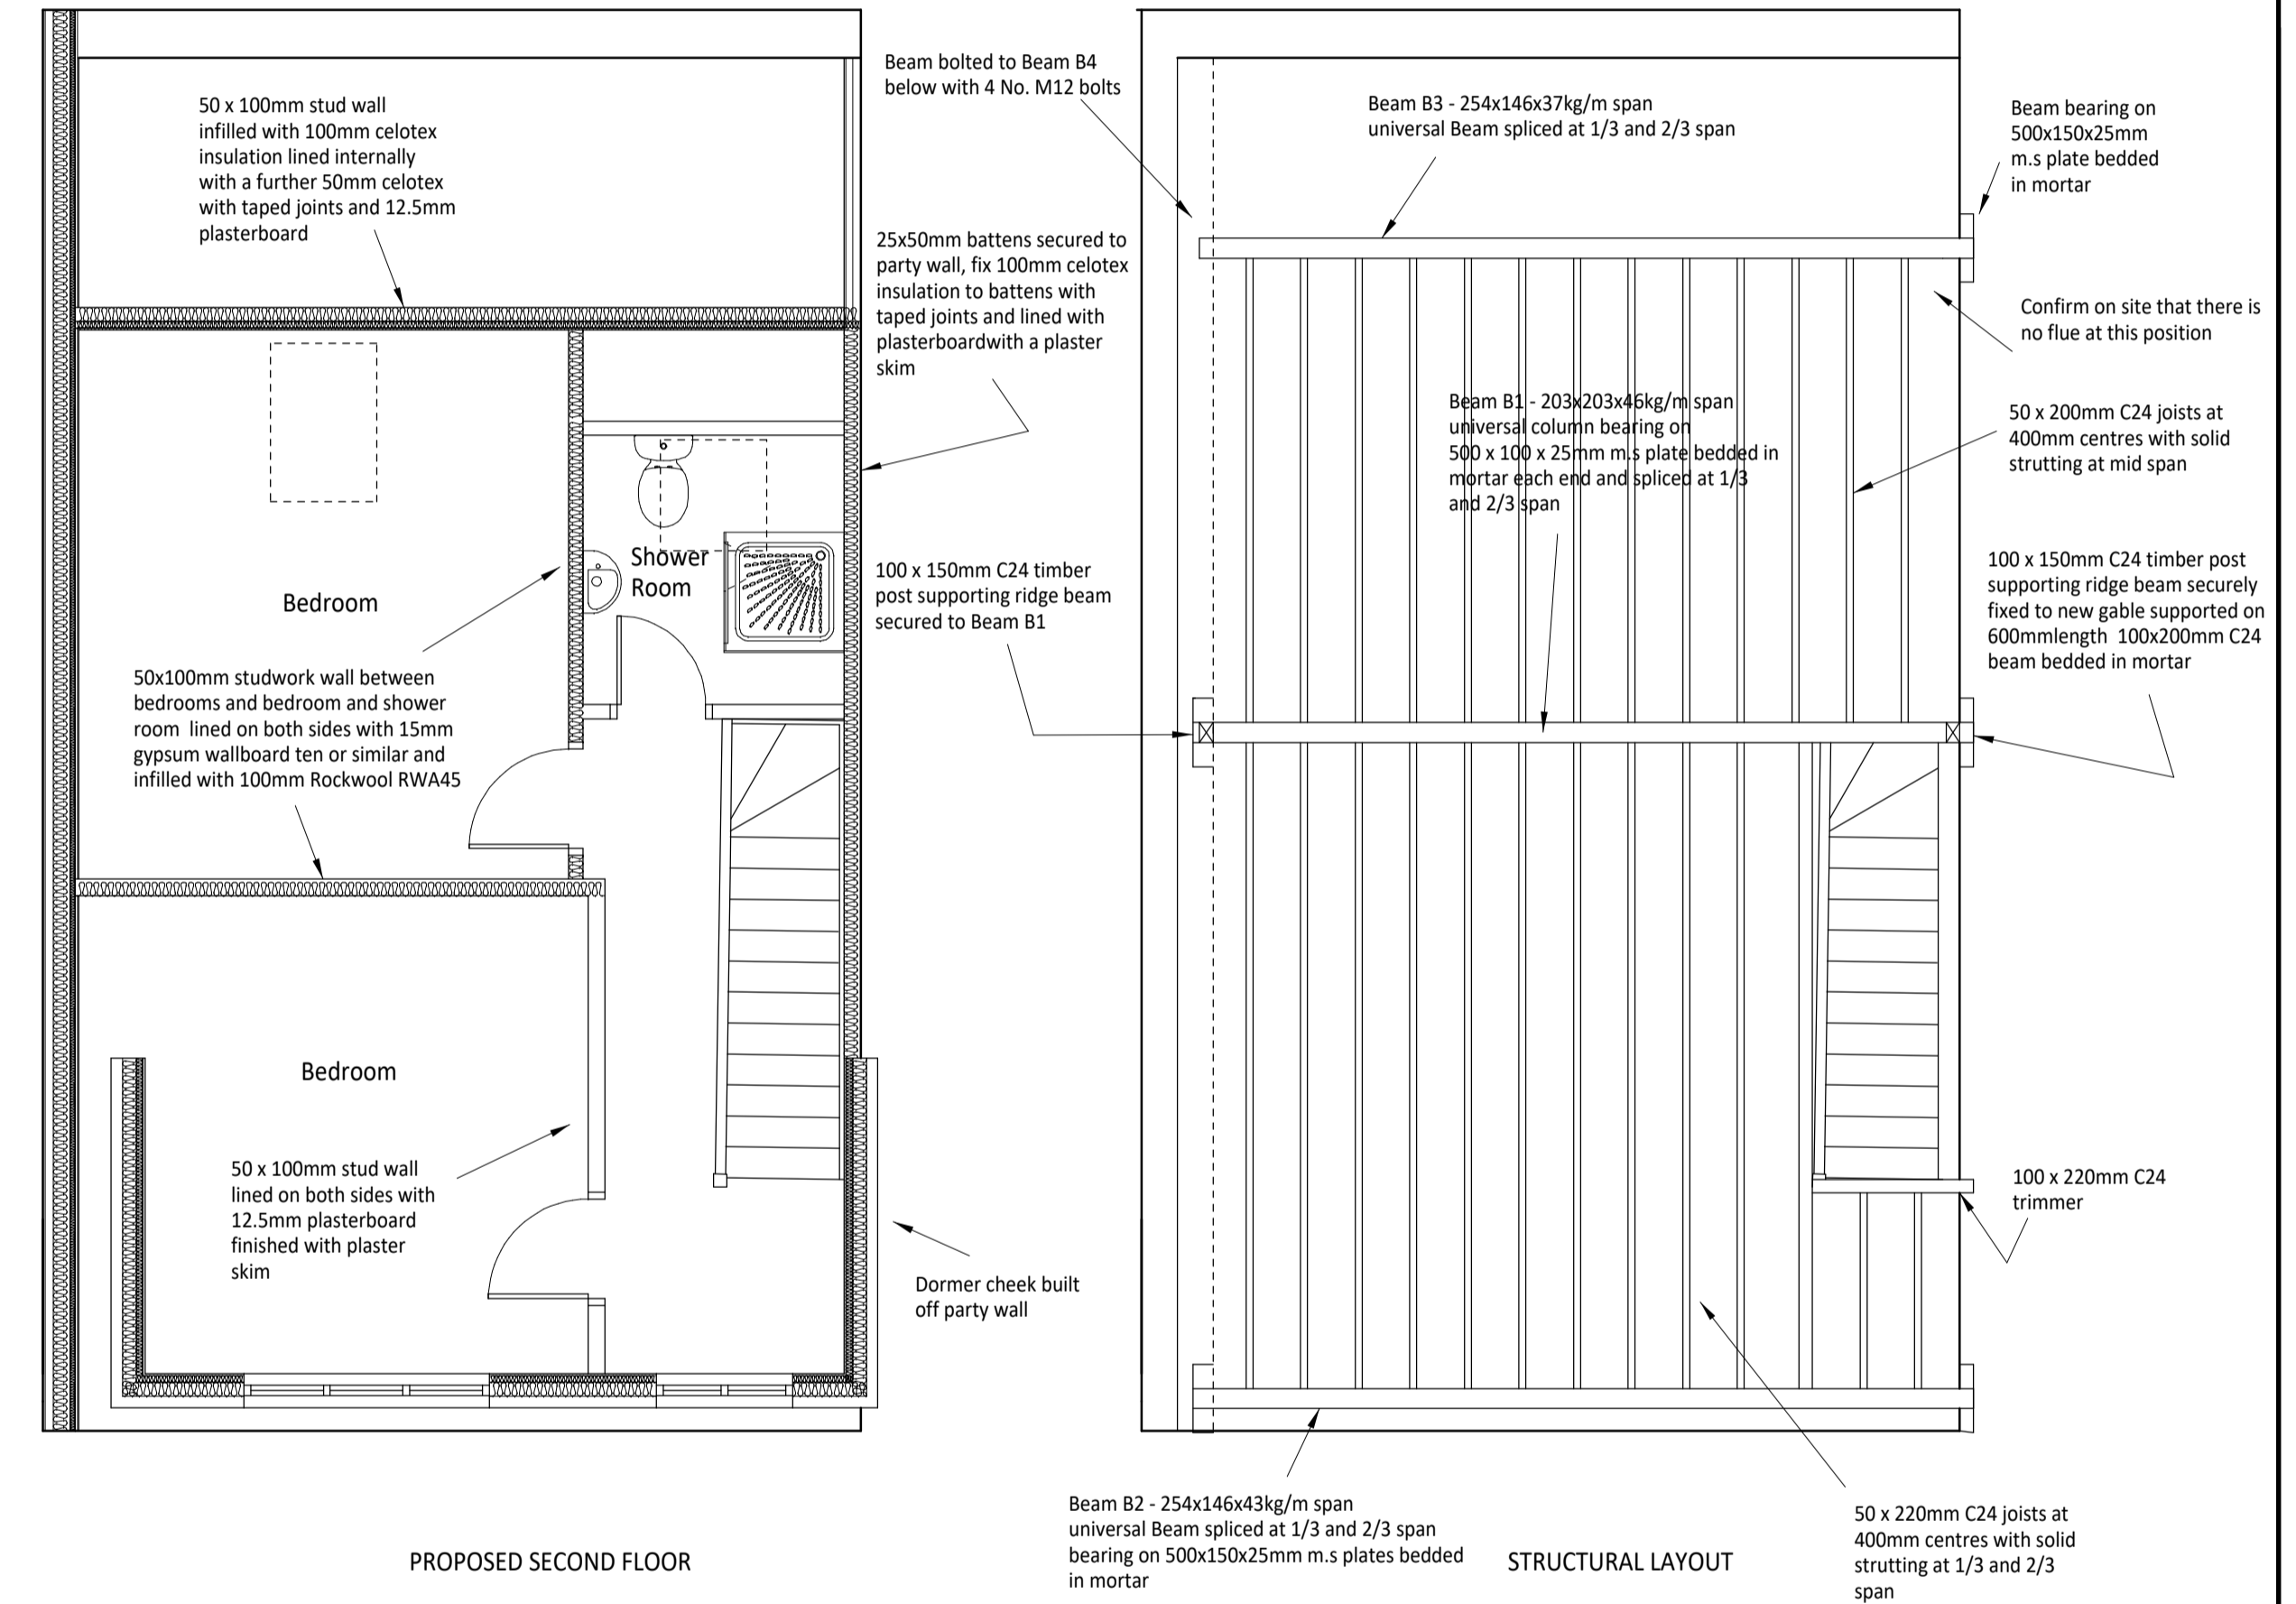 50 x 100mm stud wall
infilled with 100mm celotex
insulation lined internally
with a further 50mm celotex
with taped joints and 12.5mm
plasterboard
Bedroom
Shower
Room
50x100mm studwork wall between
bedrooms and bedroom and shower
room lined on both sides with 15mm
gypsum wallboard ten or similar and
infilled with 100mm Rockwool RWA45
Bedroom
50 x 100mm stud wall
lined on both sides with
12.5mm plasterboard
finished with plaster
skim
PROPOSED SECOND FLOOR
Beam bolted to Beam B4
below with 4 No. M12 bolts
25x50mm battens secured to
party wall, fix 100mm celotex
insulation to battens with
taped joints and lined with
plasterboardwith a plaster
skim
100 x 150mm C24 timber
post supporting ridge beam
secured to Beam B1
Dormer cheek built
off party wall
Beam B3 - 254x146x37kg/m span
universal Beam spliced at 1/3 and 2/3 span
Beam B1 - 203x203x46kg/m span
universal column bearing on
500 x 100 x 25mm m.s plate bedded in
mortar each end and spliced at 1/3
and 2/3 span
Beam bearing on
500x150x25mm
m.s plate bedded
in mortar
Confirm on site that there is
no flue at this position
50 x 200mm C24 joists at
400mm centres with solid
strutting at mid span
100 x 150mm C24 timber post
supporting ridge beam securely
fixed to new gable supported on
600mmlength 100x200mm C24
beam bedded in mortar
100 x 220mm C24
trimmer
Beam B2 - 254x146x43kg/m span
universal Beam spliced at 1/3 and 2/3 span
bearing on 500x150x25mm m.s plates bedded
in mortar
STRUCTURAL LAYOUT
50 x 220mm C24 joists at
400mm centres with solid
strutting at 1/3 and 2/3
span